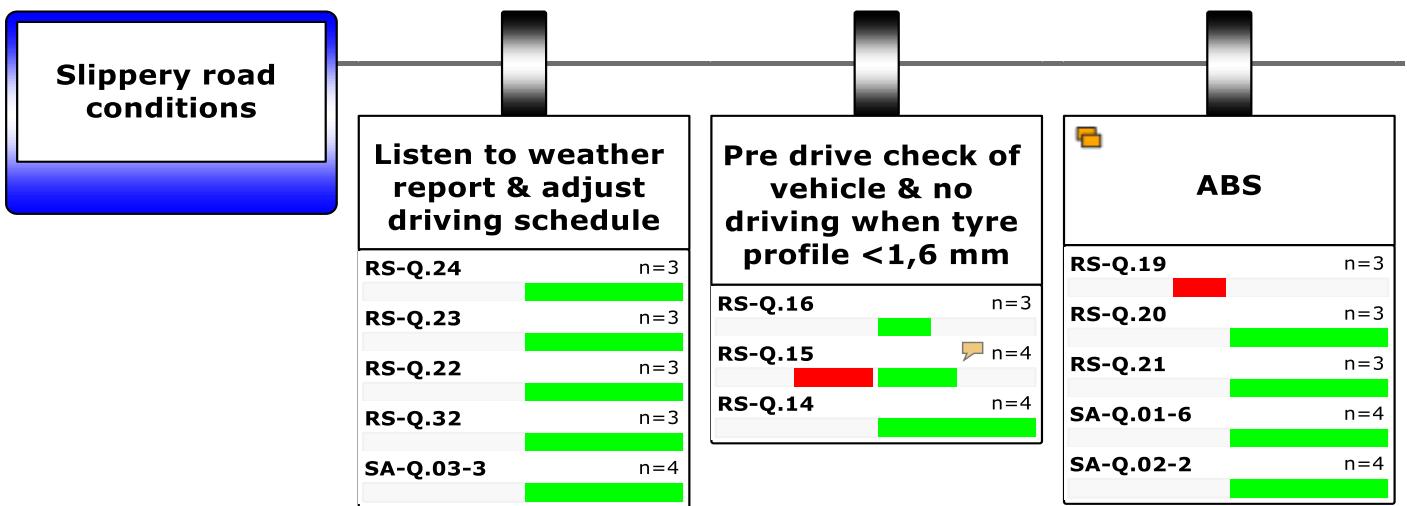 Slippery road
conditions
Listen to weather
report & adjust
driving schedule
RS-Q.24 n=3
RS-Q.23 n=3
RS-Q.22 n=3
RS-Q.32 n=3
SA-Q.03-3 n=4
Pre drive check of
vehicle & no
driving when tyre
profile <1,6 mm
RS-Q.16 n=3
RS-Q.15 n=4
RS-Q.14 n=4
ABS
RS-Q.19 n=3
RS-Q.20 n=3
RS-Q.21 n=3
SA-Q.01-6 n=4
SA-Q.02-2 n=4